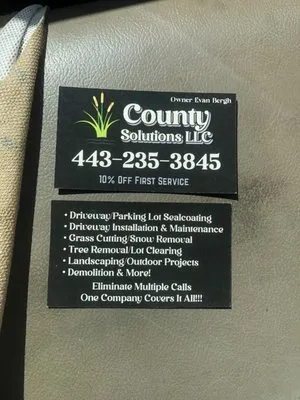 Owner Evan Bergh
County
Solutions LLC
443-235-3845
10% OFF FIRST SERVICE
• Driveway/Parking Lot Sealcoating
• Driveway Installation & Maintenance
• Grass Cutting/Snow Removal
• Tree Removal/Lot Clearing
• Landscaping/Outdoor Projects
• Demolition & More!
Eliminate Multiple Calls
One Company Covers It All!!!